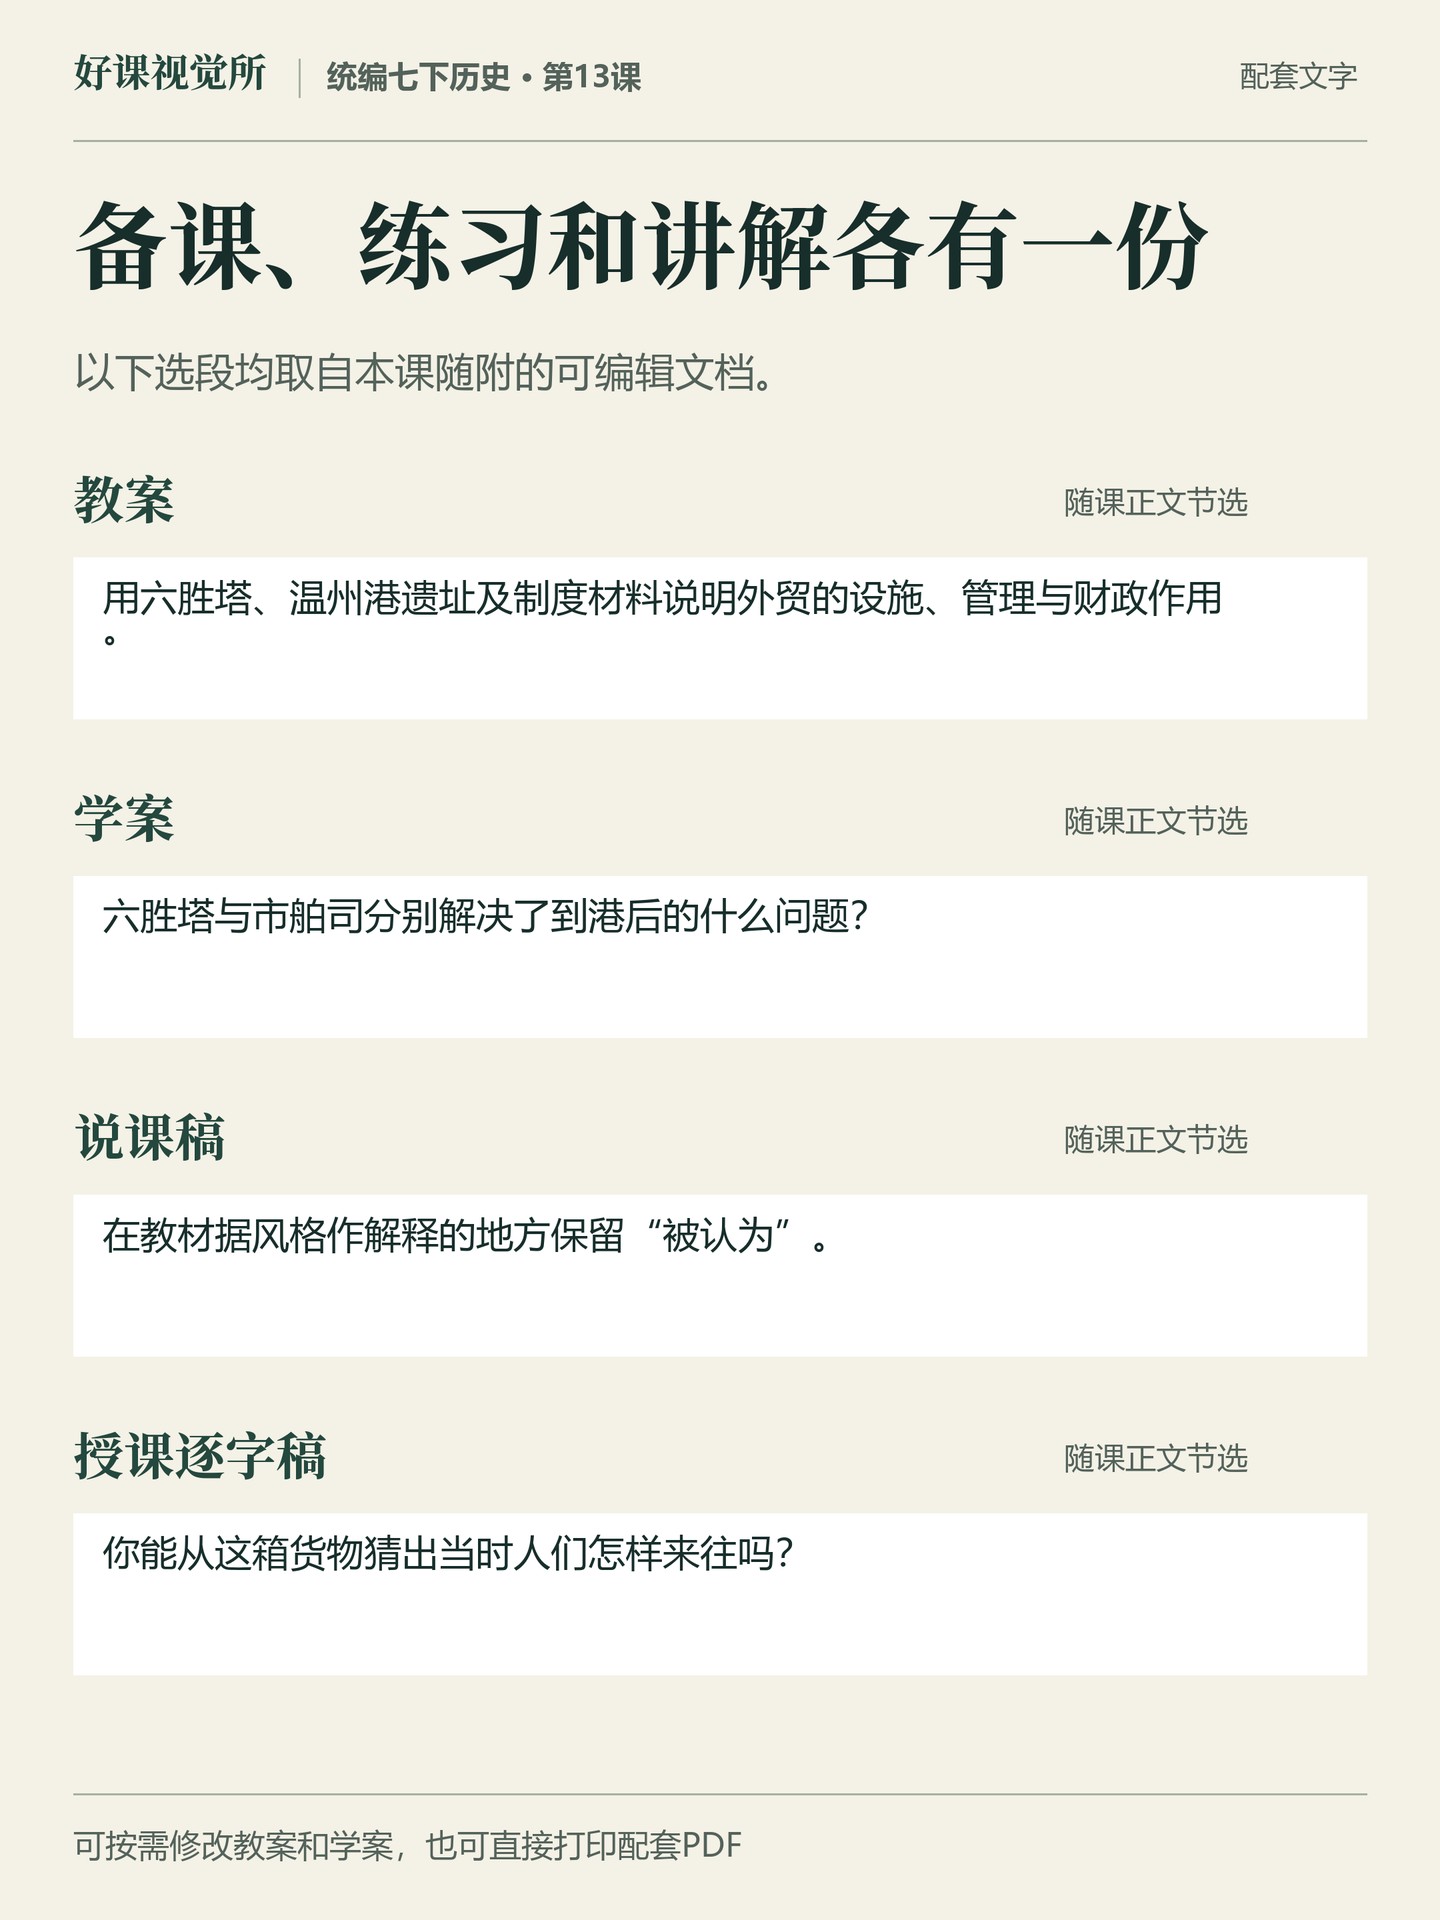 好课视觉所 统编七下历史·第13课 配套文字
备课、练习和讲解各有一份
以下选段均取自本课随附的可编辑文档。
教案 随课正文节选
用六胜塔、温州港遗址及制度材料说明外贸的设施、管理与财政作用
。
学案 随课正文节选
六胜塔与市舶司分别解决了到港后的什么问题？
说课稿 随课正文节选
在教材据风格作解释的地方保留“被认为”。
授课逐字稿 随课正文节选
你能从这箱货物猜出当时人们怎样来往吗？
可按需修改教案和学案，也可直接打印配套PDF